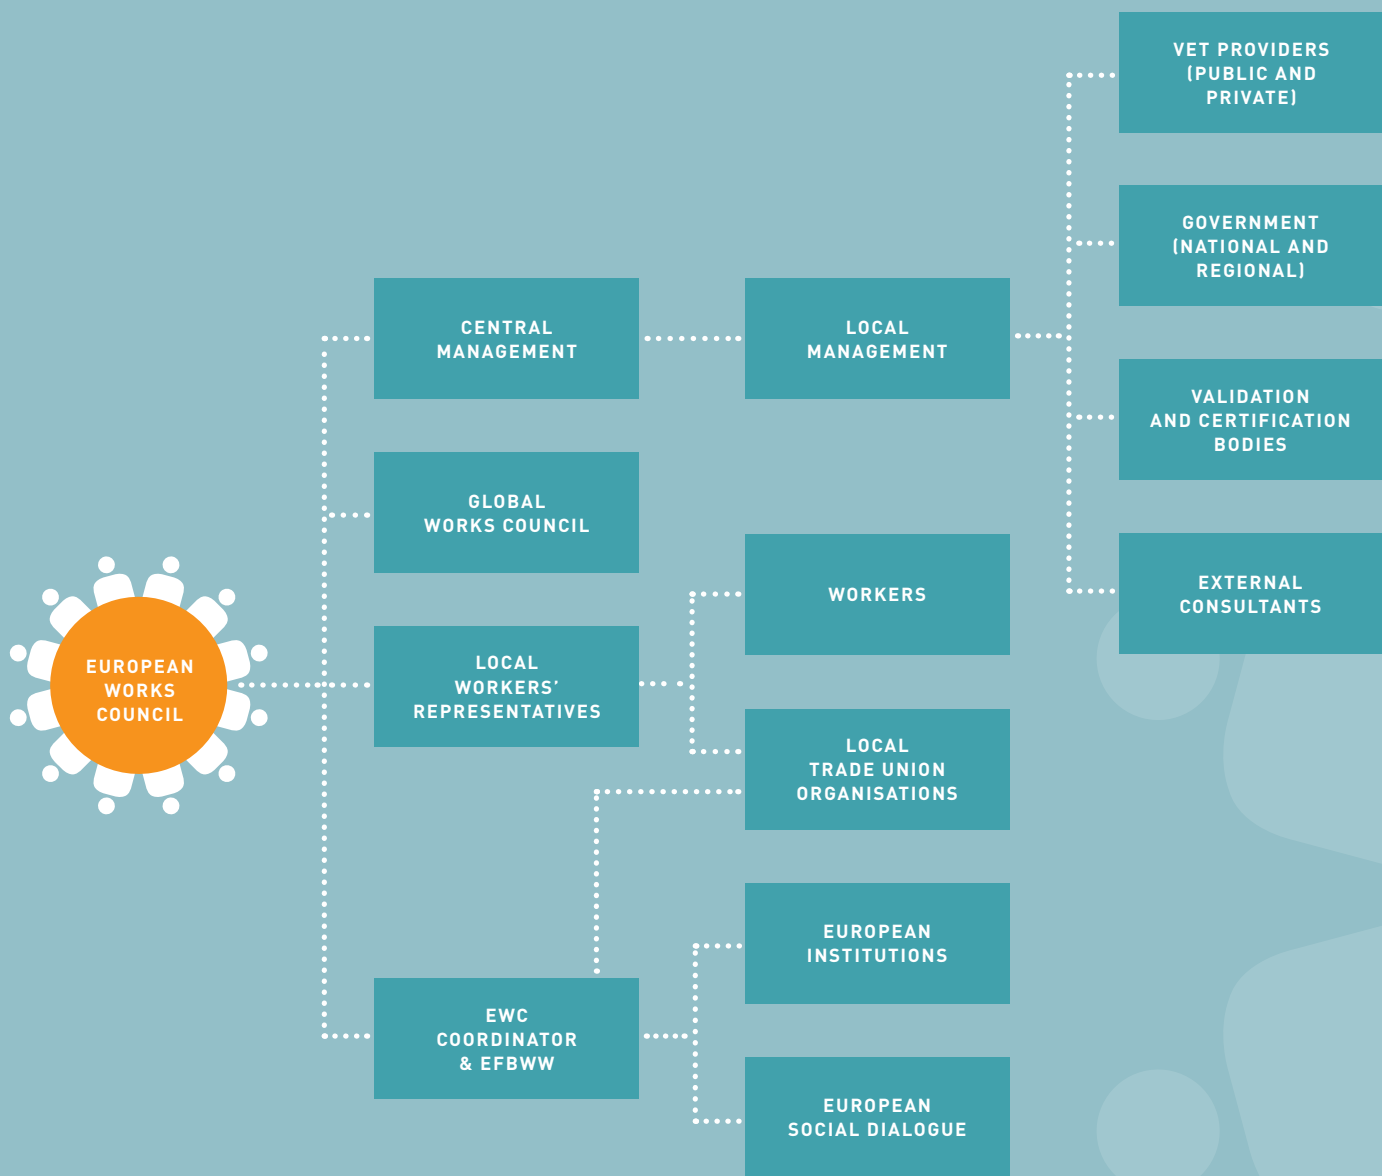 EUROPEAN
WORKS
COUNCIL
CENTRAL
MANAGEMENT
GLOBAL
WORKS COUNCIL
LOCAL
WORKERS’
REPRESENTATIVES
EWC
COORDINATOR
& EFBWW
LOCAL
MANAGEMENT
WORKERS
LOCAL
TRADE UNION
ORGANISATIONS
EUROPEAN
INSTITUTIONS
EUROPEAN
SOCIAL DIALOGUE
VET PROVIDERS
(PUBLIC AND
PRIVATE)
GOVERNMENT
(NATIONAL AND
REGIONAL)
VALIDATION
AND CERTIFICATION
BODIES
EXTERNAL
CONSULTANTS